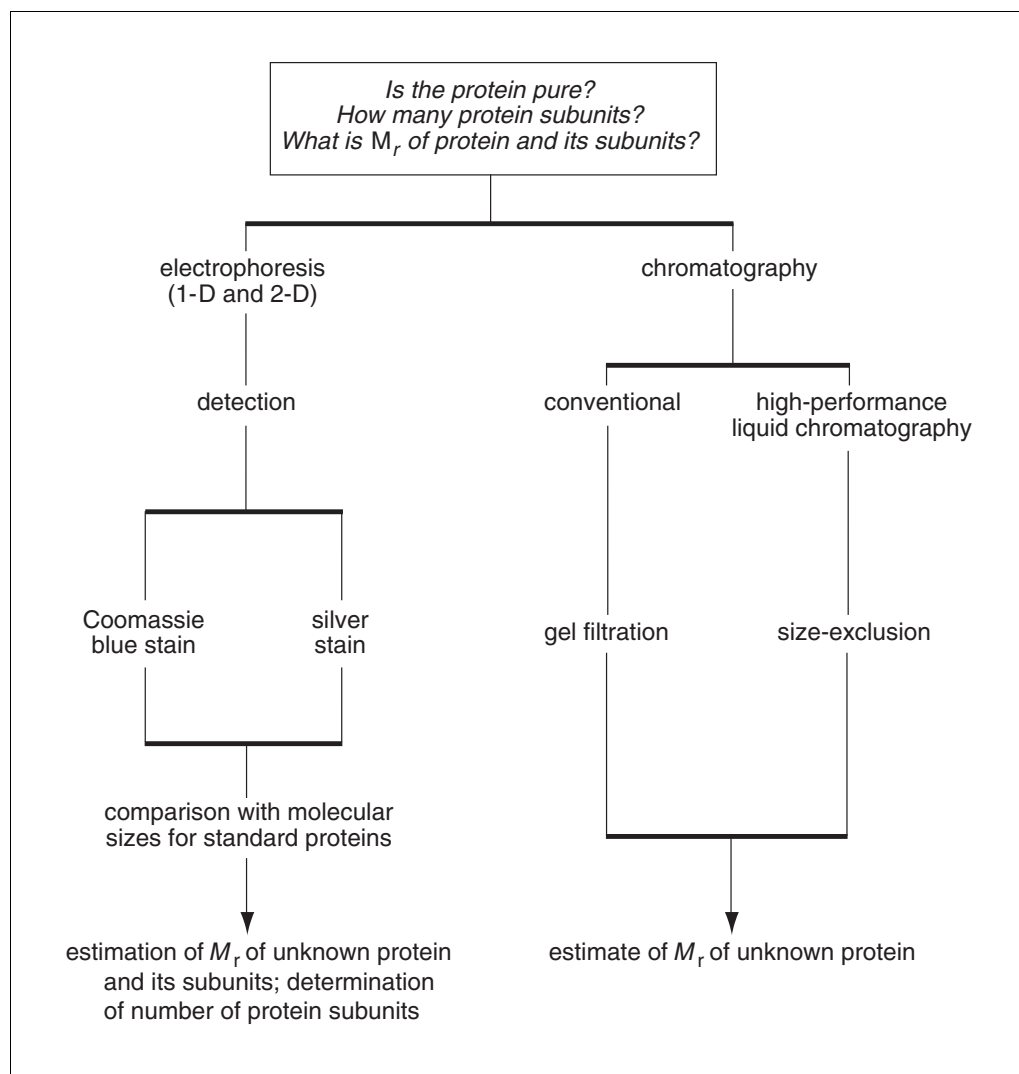 Is the protein pure?
How many protein subunits?
What is Mr of protein and its subunits?
electrophoresis
(1-D and 2-D)
chromatography
detection
conventional
high-performance
liquid chromatography
Coomassie
blue stain
silver
stain
gel filtration
size-exclusion
comparison with molecular
sizes for standard proteins
estimation of Mr of unknown protein
and its subunits; determination
of number of protein subunits
estimate of Mr of unknown protein